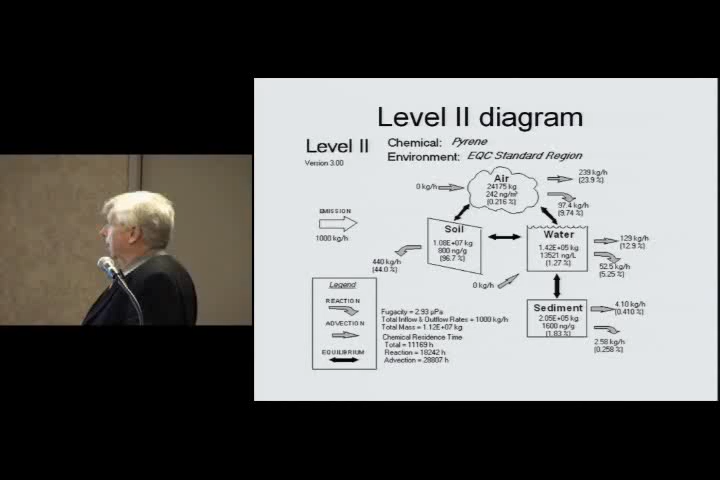 Level II diagram
Level II
Version 3.00
Chemical: Pyrene
Environment: EQC Standard Region
Air
24175 kg
242 ng/m³
(0.216 %)
0 kg/h
239 kg/h
(23.9 %)
97.4 kg/h
(9.74 %)
EMISSION
1000 kg/h
Soil
1.08E+07 kg
800 ng/g
(96.7 %)
440 kg/h
(44.0 %)
Water
1.42E+05 kg
13521 ng/L
(1.27 %)
129 kg/h
(12.9 %)
52.5 kg/h
(5.25 %)
0 kg/h
Sediment
2.05E+05 kg
1600 ng/g
(1.83 %)
4.10 kg/h
(0.410 %)
2.58 kg/h
(0.258 %)
Legend
REACTION
ADVECTION
EQUILIBRIUM
Fugacity = 2.93 µPa
Total Inflow & Outflow Rates = 1000 kg/h
Total Mass = 1.12E+07 kg
Chemical Residence Time
Total = 11169 h
Reaction = 18242 h
Advection = 28807 h